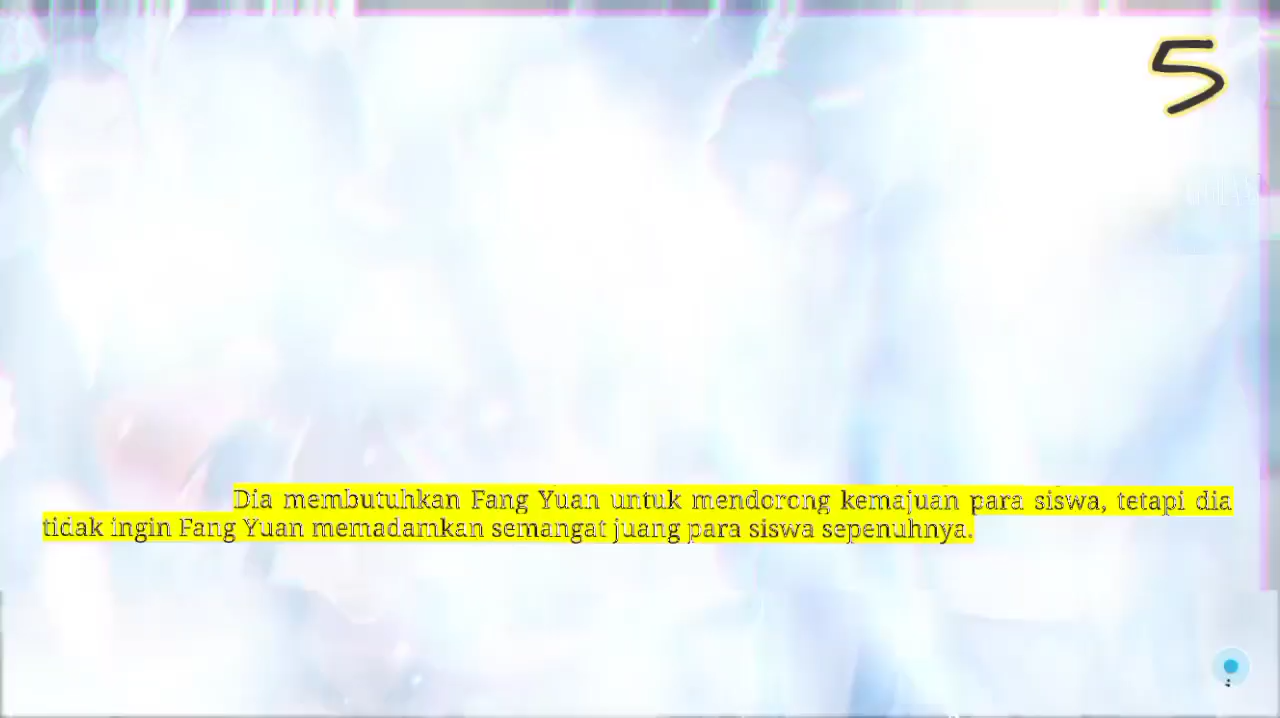 5
Dia membutuhkan Fang Yuan untuk mendorong kemajuan para siswa, tetapi dia
tidak ingin Fang Yuan memadamkan semangat juang para siswa sepenuhnya.